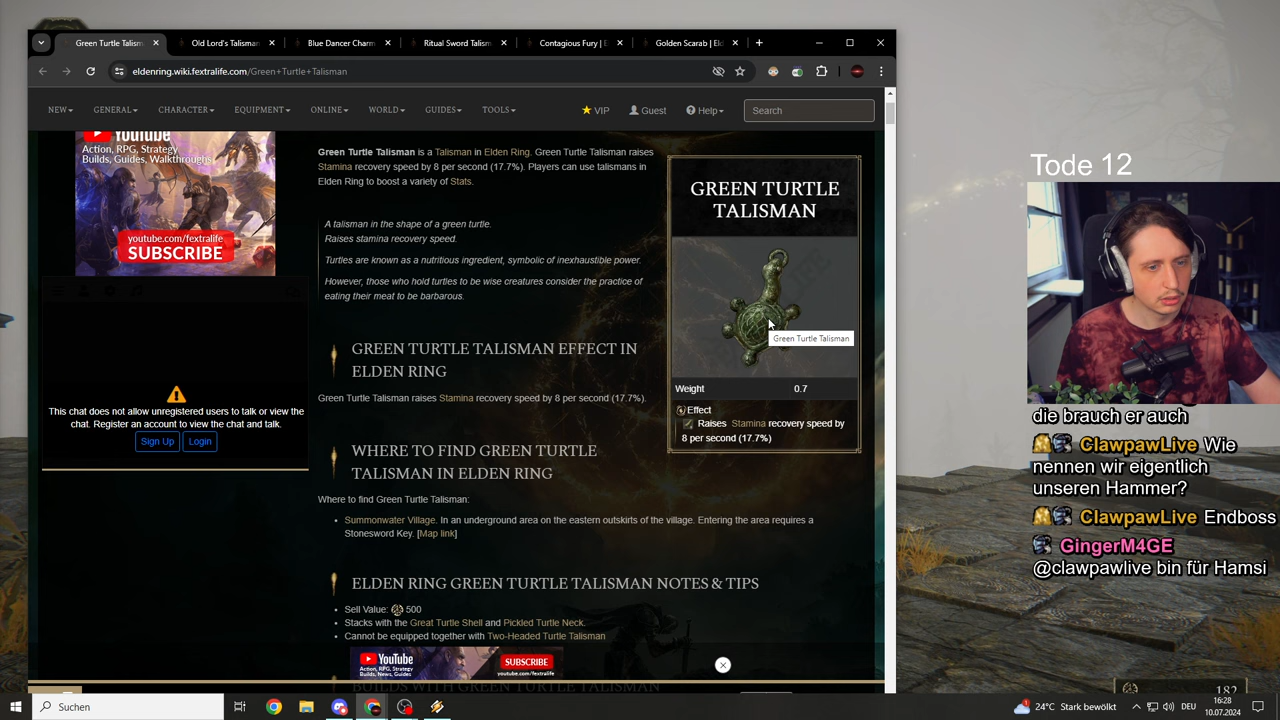 Green Turtle Talism
Old Lord's Talisman
Blue Dancer Charm
Ritual Sword Talism
Contagious Fury | E
Golden Scarab | Eld
eldenring.wiki.fextralife.com/Green+Turtle+Talisman
NEW
GENERAL
CHARACTER
EQUIPMENT
ONLINE
WORLD
GUIDES
TOOLS
VIP
Guest
Help
Search
YouTube
Action, RPG, Strategy
Builds, Guides, Walkthroughs
youtube.com/fextralife
SUBSCRIBE
This chat does not allow unregistered users to talk or view the
chat. Register an account to view the chat and talk.
Sign Up
Login
Green Turtle Talisman is a Talisman in Elden Ring. Green Turtle Talisman raises
Stamina recovery speed by 8 per second (17.7%). Players can use talismans in
Elden Ring to boost a variety of Stats.
A talisman in the shape of a green turtle.
Raises stamina recovery speed.
Turtles are known as a nutritious ingredient, symbolic of inexhaustible power.
However, those who hold turtles to be wise creatures consider the practice of
eating their meat to be barbarous.
GREEN TURTLE TALISMAN EFFECT IN
ELDEN RING
Green Turtle Talisman raises Stamina recovery speed by 8 per second (17.7%).
WHERE TO FIND GREEN TURTLE
TALISMAN IN ELDEN RING
Where to find Green Turtle Talisman:
Summonwater Village. In an underground area on the eastern outskirts of the village. Entering the area requires a
Stonesword Key. [Map link]
ELDEN RING GREEN TURTLE TALISMAN NOTES & TIPS
Sell Value: 500
Stacks with the Great Turtle Shell and Pickled Turtle Neck.
Cannot be equipped together with Two-Headed Turtle Talisman
YouTube
Action, RPG, Strategy
Builds, News, Guides
SUBSCRIBE
youtube.com/fextralife
BUILDS WITH GREEN TURTLE TALISMAN
GREEN TURTLE
TALISMAN
Green Turtle Talisman
Weight 0.7
Effect
Raises Stamina recovery speed by
8 per second (17.7%)
Tode 12
die brauch er auch
ClawpawLive Wie
nennen wir eigentlich
unseren Hammer?
ClawpawLive Endboss
GingerM4GE
@clawpawlive bin für Hamsi
182
Suchen
24°C Stark bewölkt
DEU
16:28
10.07.2024